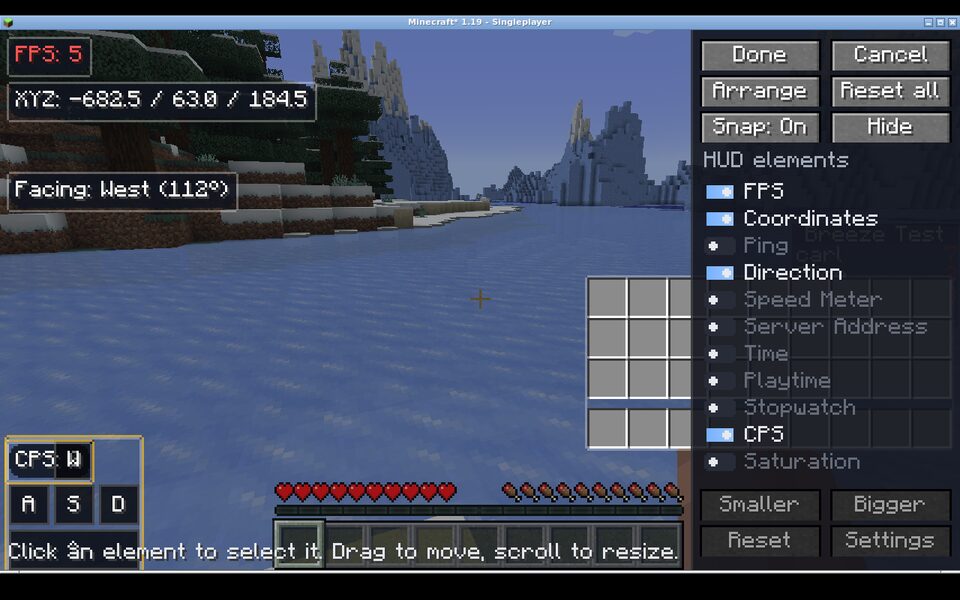 Minecraft* 1.19 - Singleplayer
FPS: 5
XYZ: -682.5 / 63.0 / 184.5
Facing: West (112°)
Done
Cancel
Arrange
Reset all
Snap: On
Hide
HUD elements
FPS
Coordinates
Ping
Direction
Speed Meter
Server Address
Time
Playtime
Stopwatch
CPS
Saturation
Smaller
Bigger
Reset
Settings
CPS: W
A S D
Click an element to select it. Drag to move, scroll to resize.